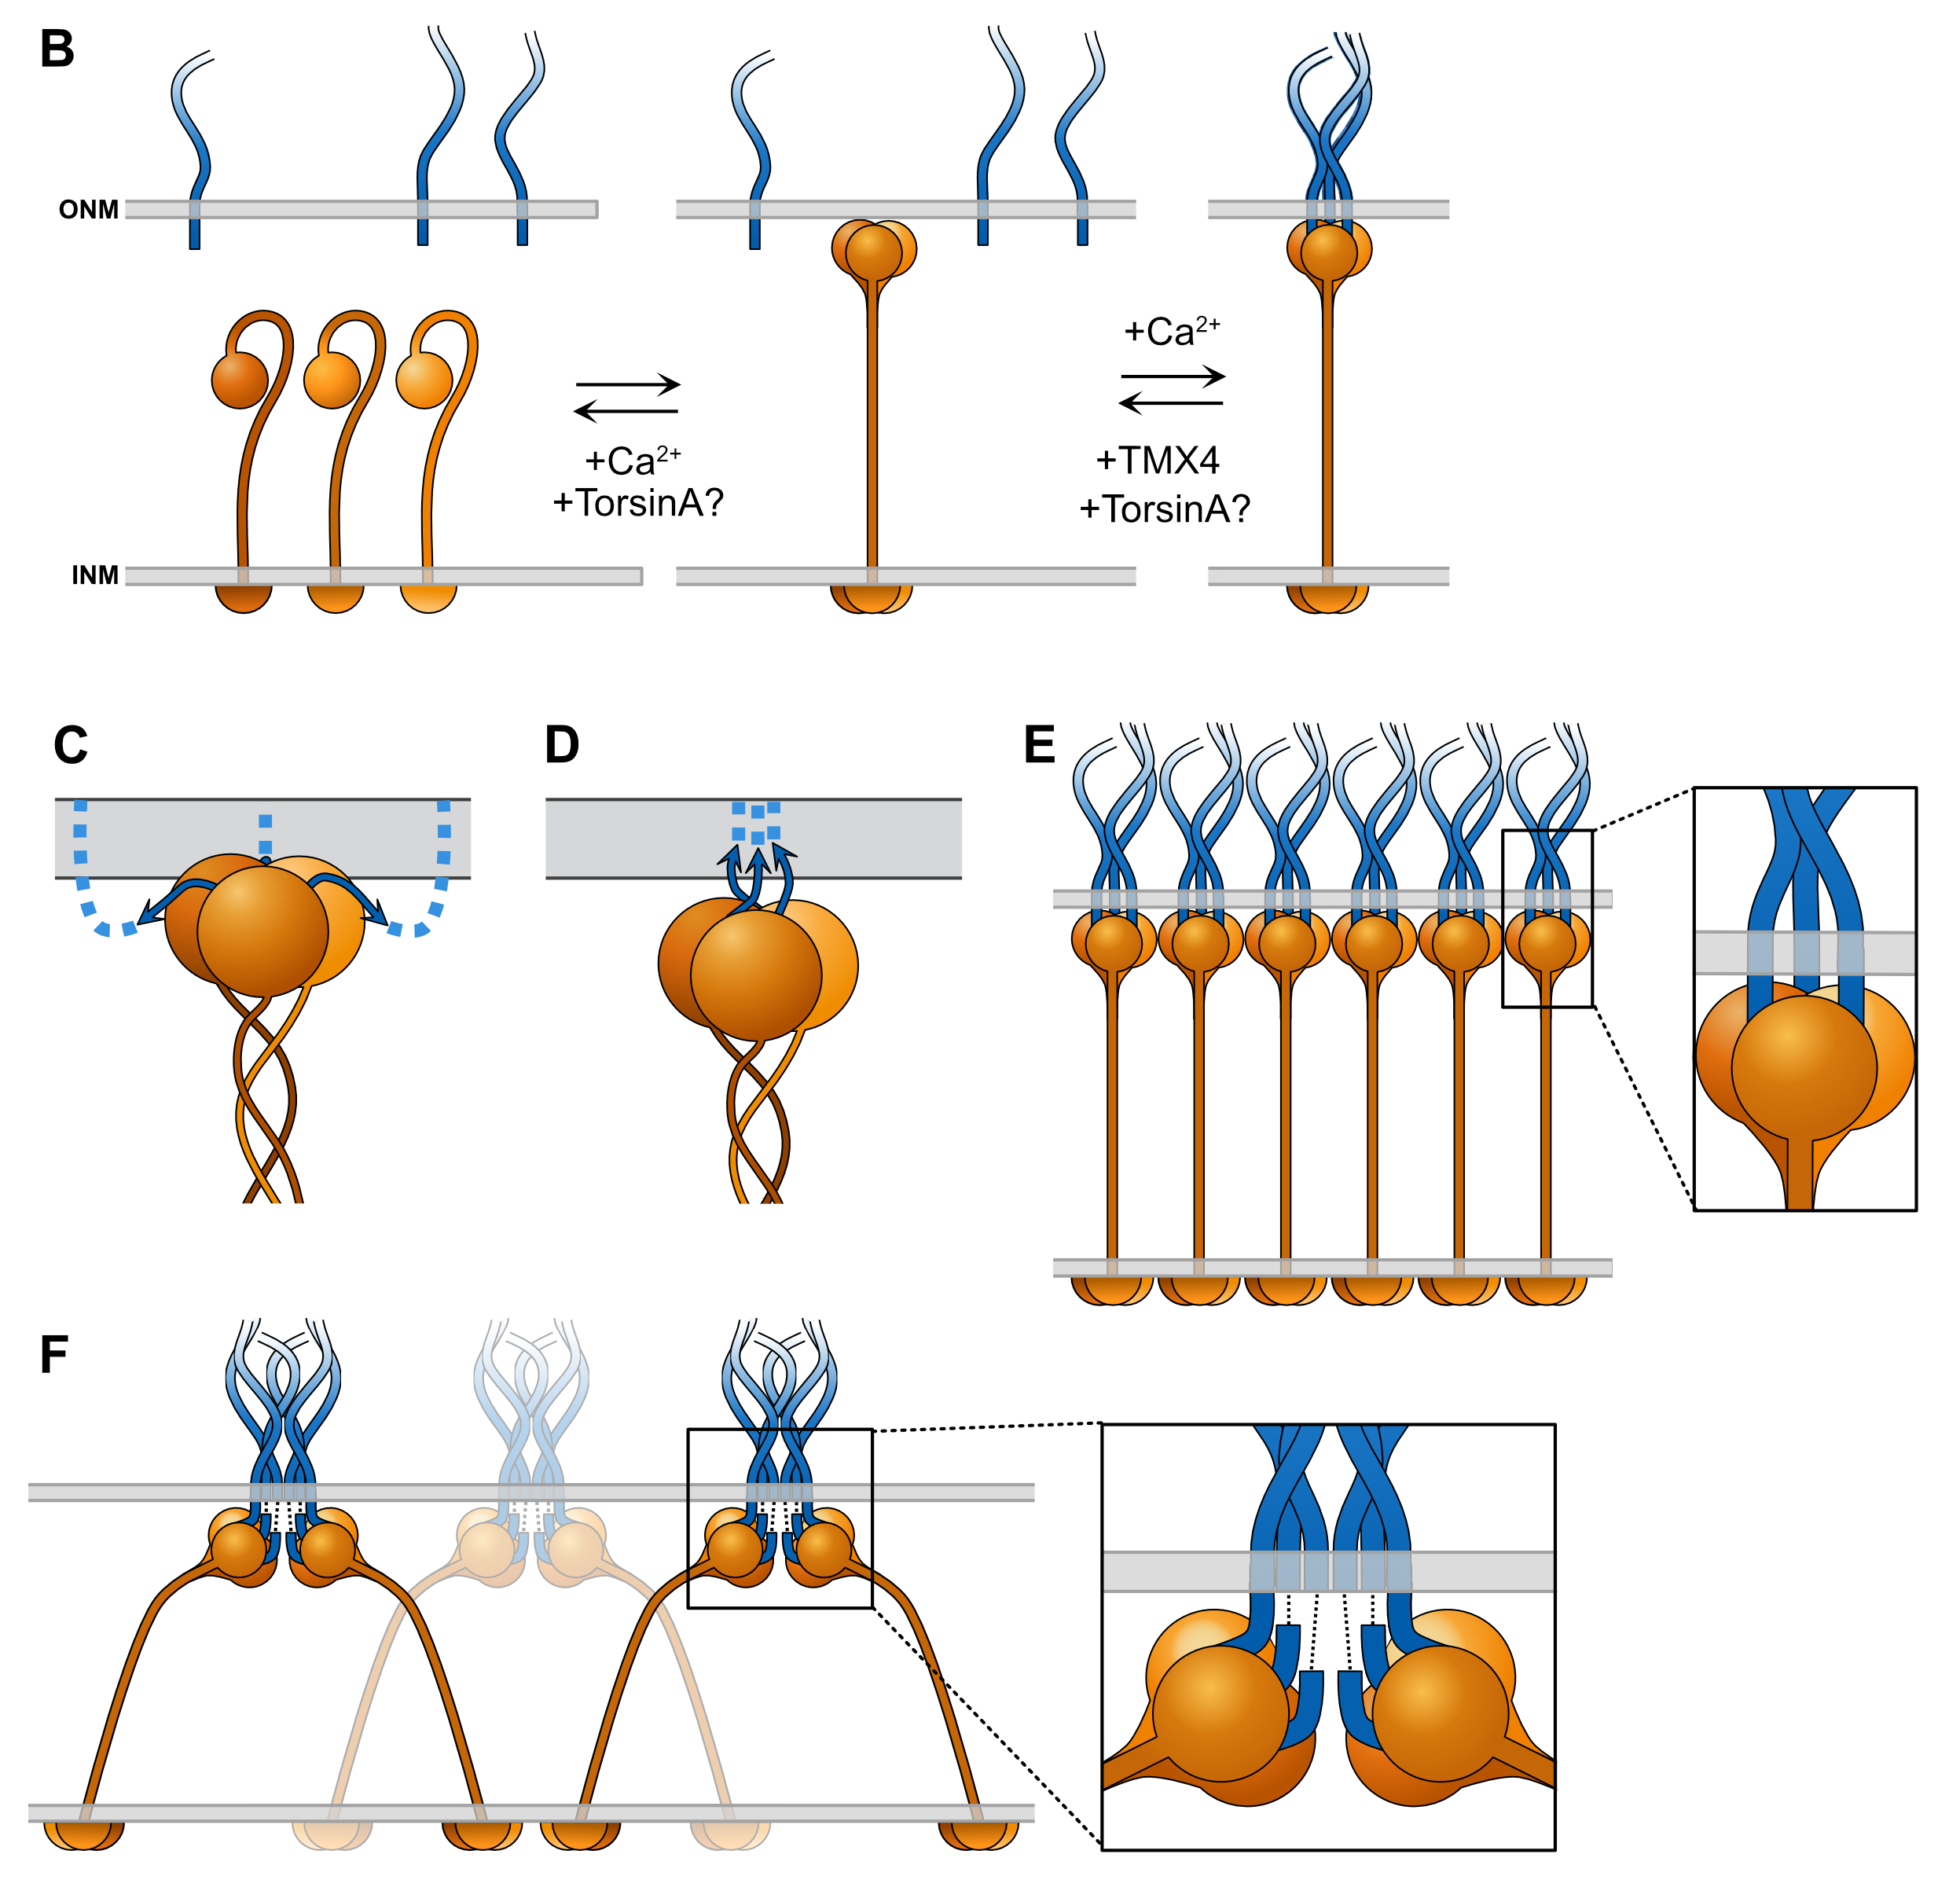 B
ONM
INM
+Ca²⁺
+TorsinA?
+Ca²⁺
+TMX4
+TorsinA?
C
D
E
F